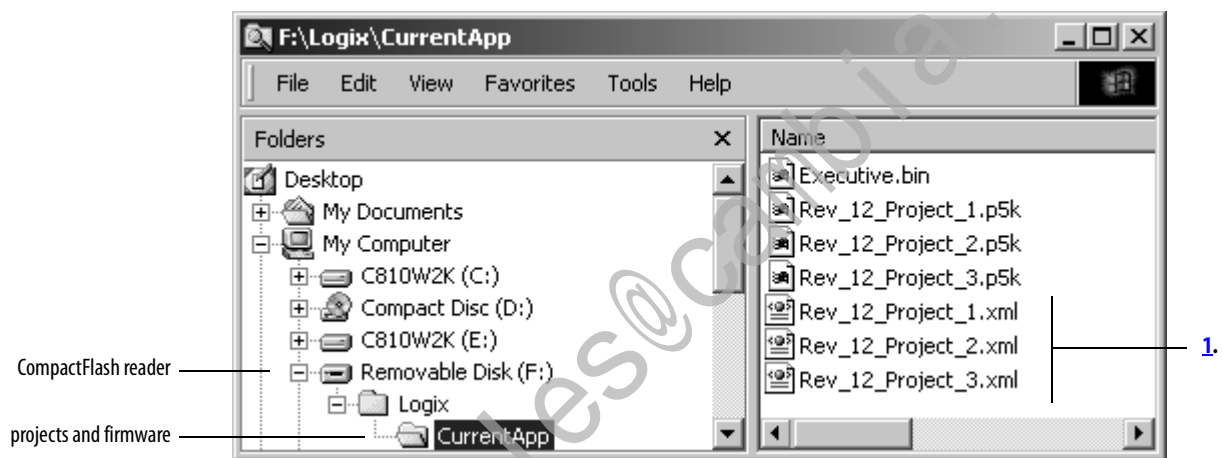 F:\Logix\CurrentApp
File Edit View Favorites Tools Help
Folders
Desktop
My Documents
My Computer
C810W2K (C:)
Compact Disc (D:)
C810W2K (E:)
Removable Disk (F:)
Logix
CurrentApp
Name
Executive.bin
Rev_12_Project_1.p5k
Rev_12_Project_2.p5k
Rev_12_Project_3.p5k
Rev_12_Project_1.xml
Rev_12_Project_2.xml
Rev_12_Project_3.xml
CompactFlash reader
projects and firmware
1.
les@cambia.